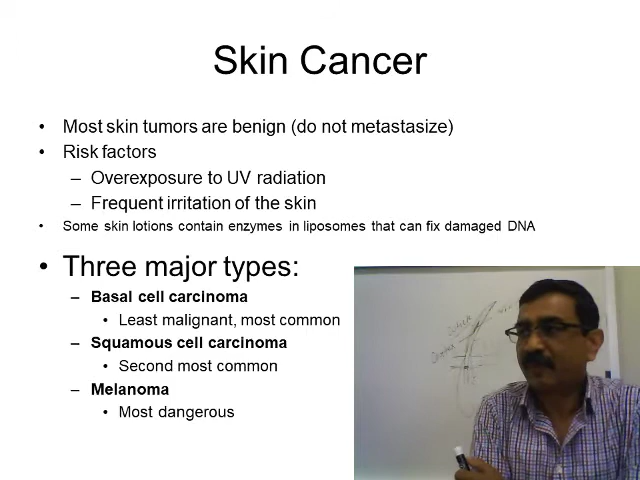 Skin Cancer
• Most skin tumors are benign (do not metastasize)
• Risk factors
– Overexposure to UV radiation
– Frequent irritation of the skin
• Some skin lotions contain enzymes in liposomes that can fix damaged DNA
• Three major types:
– Basal cell carcinoma
• Least malignant, most common
– Squamous cell carcinoma
• Second most common
– Melanoma
• Most dangerous